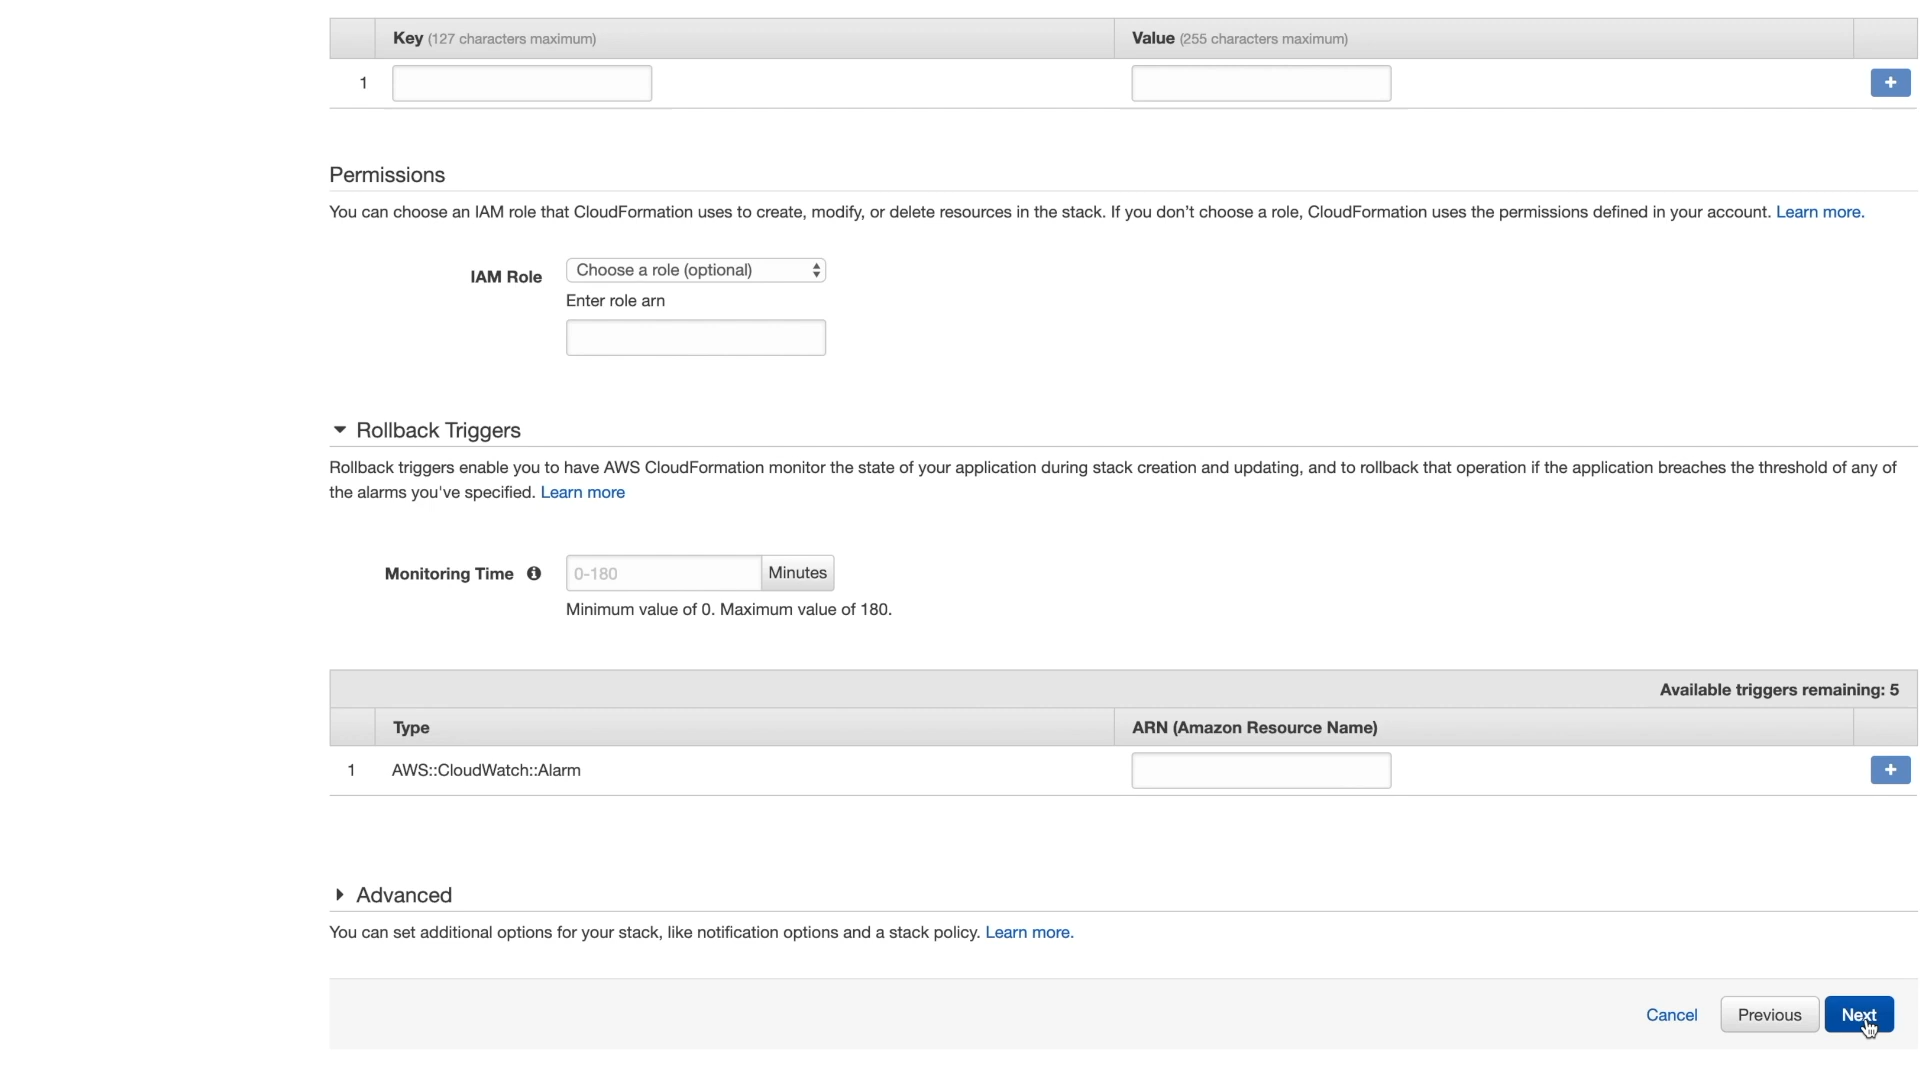 Key (127 characters maximum) Value (255 characters maximum)
1 +
Permissions
You can choose an IAM role that CloudFormation uses to create, modify, or delete resources in the stack. If you don’t choose a role, CloudFormation uses the permissions defined in your account. Learn more.
IAM Role Choose a role (optional)
Enter role arn
Rollback Triggers
Rollback triggers enable you to have AWS CloudFormation monitor the state of your application during stack creation and updating, and to rollback that operation if the application breaches the threshold of any of
the alarms you've specified. Learn more
Monitoring Time 0-180 Minutes
Minimum value of 0. Maximum value of 180.
Available triggers remaining: 5
Type ARN (Amazon Resource Name)
1 AWS::CloudWatch::Alarm +
Advanced
You can set additional options for your stack, like notification options and a stack policy. Learn more.
Cancel Previous Next